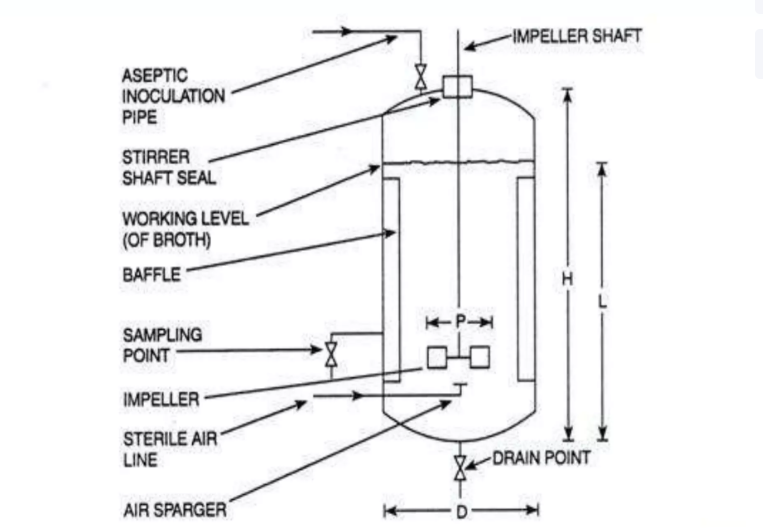 IMPELLER SHAFT
ASEPTIC
INOCULATION
PIPE
STIRRER
SHAFT SEAL
WORKING LEVEL
(OF BROTH)
BAFFLE
H
L
P
SAMPLING
POINT
IMPELLER
STERILE AIR
LINE
DRAIN POINT
AIR SPARGER
D